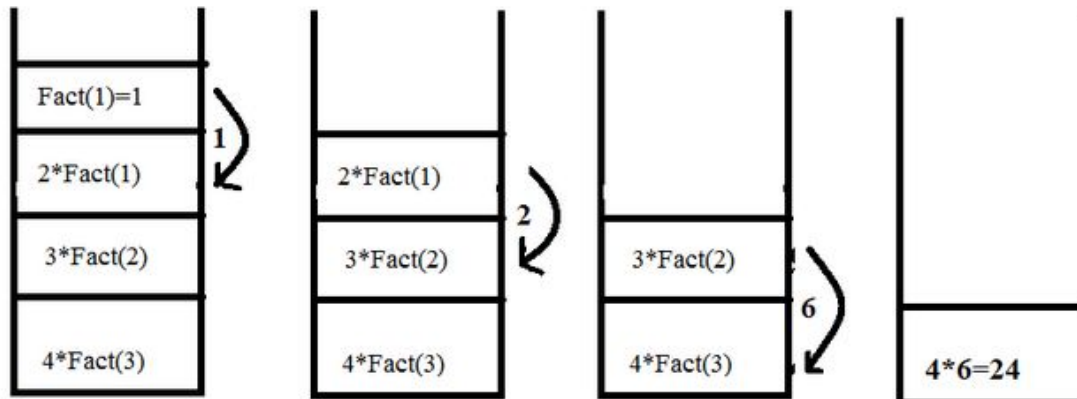 Fact(1)=1
1
2*Fact(1)
3*Fact(2)
4*Fact(3)
2*Fact(1)
2
3*Fact(2)
4*Fact(3)
3*Fact(2)
6
4*Fact(3)
4*6=24